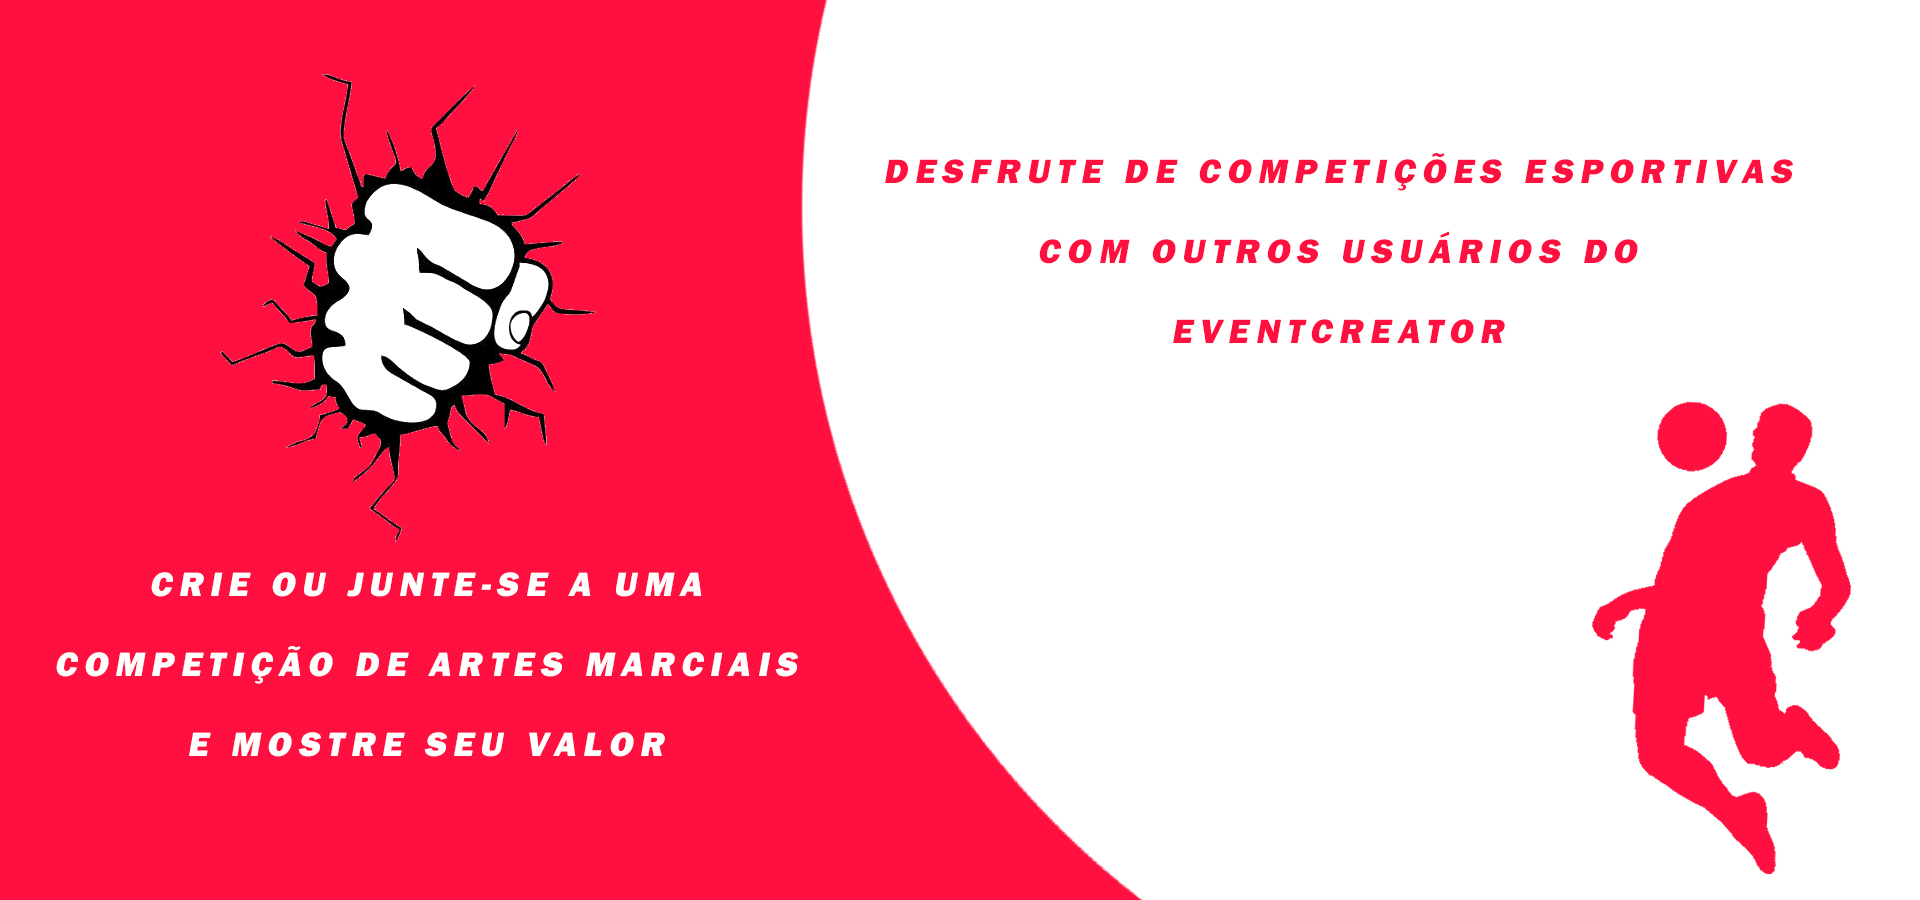 DESFRUTE DE COMPETIÇÕES ESPORTIVAS
COM OUTROS USUÁRIOS DO
EVENTCREATOR
CRIE OU JUNTE-SE A UMA
COMPETIÇÃO DE ARTES MARCIAIS
E MOSTRE SEU VALOR